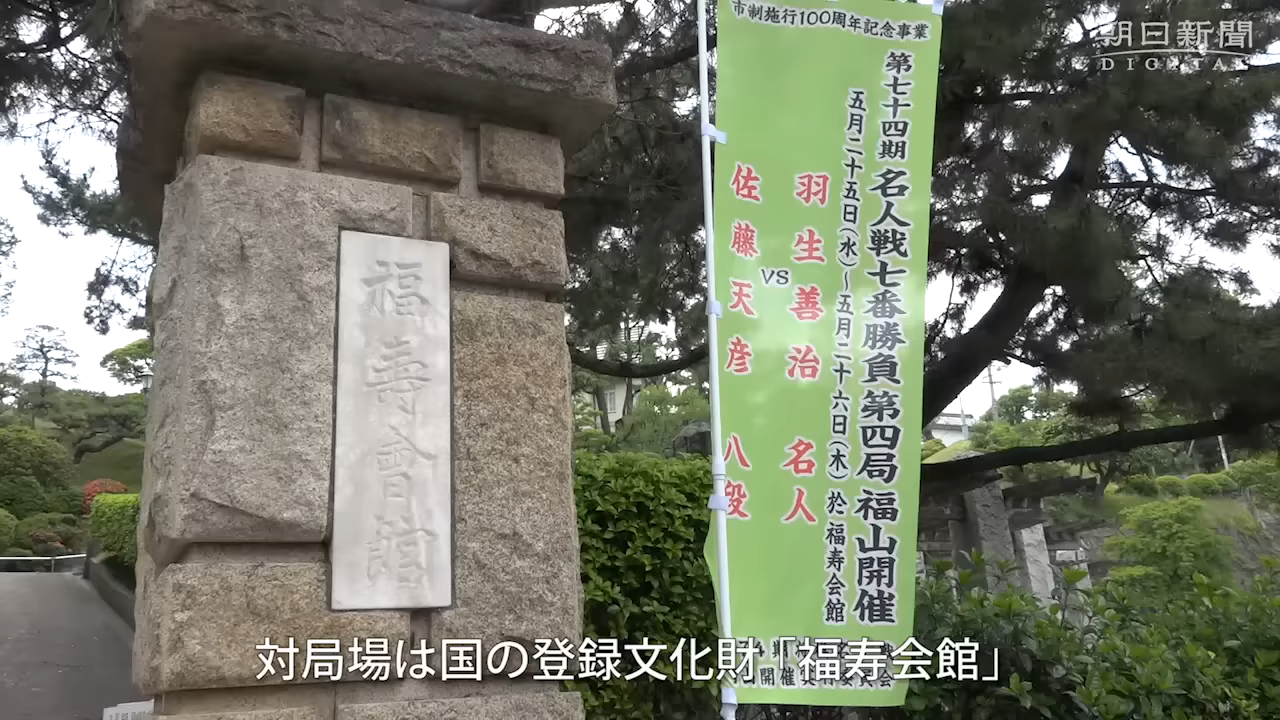 朝日新聞
DIGITAL
市制施行100周年記念事業
第七十四期 名人戦七番勝負第四局 福山開催
五月二十五日(水)~五月二十六日(木) 於 福寿会館
羽生善治 名人
VS
佐藤天彦 八段
福壽會館
対局場は国の登録文化財「福寿会館」